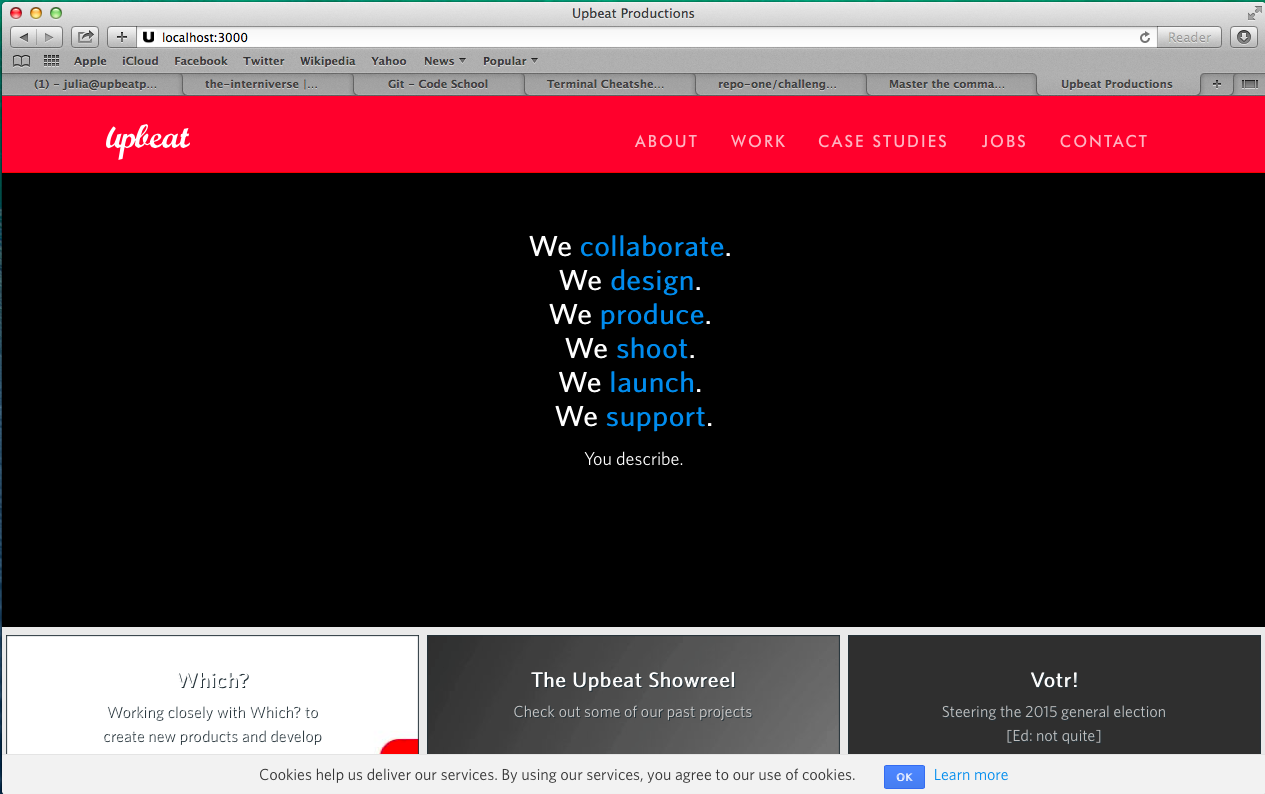 Upbeat Productions
U localhost:3000
Reader
Apple iCloud Facebook Twitter Wikipedia Yahoo News Popular
(1) – julia@upbeatp... the-interniverse |... Git – Code School Terminal Cheatshe... repo-one/challeng... Master the comma... Upbeat Productions
upbeat ABOUT WORK CASE STUDIES JOBS CONTACT
We collaborate.
We design.
We produce.
We shoot.
We launch.
We support.
You describe.
Which?
Working closely with Which? to
create new products and develop
The Upbeat Showreel
Check out some of our past projects
Votr!
Steering the 2015 general election
[Ed: not quite]
Cookies help us deliver our services. By using our services, you agree to our use of cookies. OK Learn more